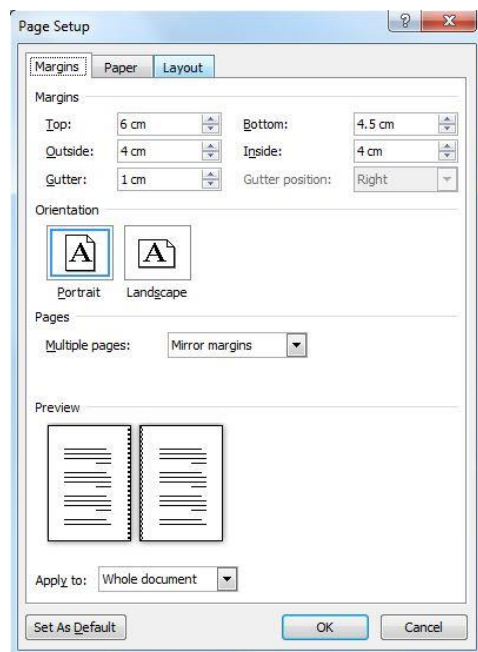 Page Setup
Margins Paper Layout
Margins
Top: 6 cm Bottom: 4.5 cm
Outside: 4 cm Inside: 4 cm
Gutter: 1 cm Gutter position: Right
Orientation
A A
Portrait Landscape
Pages
Multiple pages: Mirror margins
Preview
Apply to: Whole document
Set As Default OK Cancel